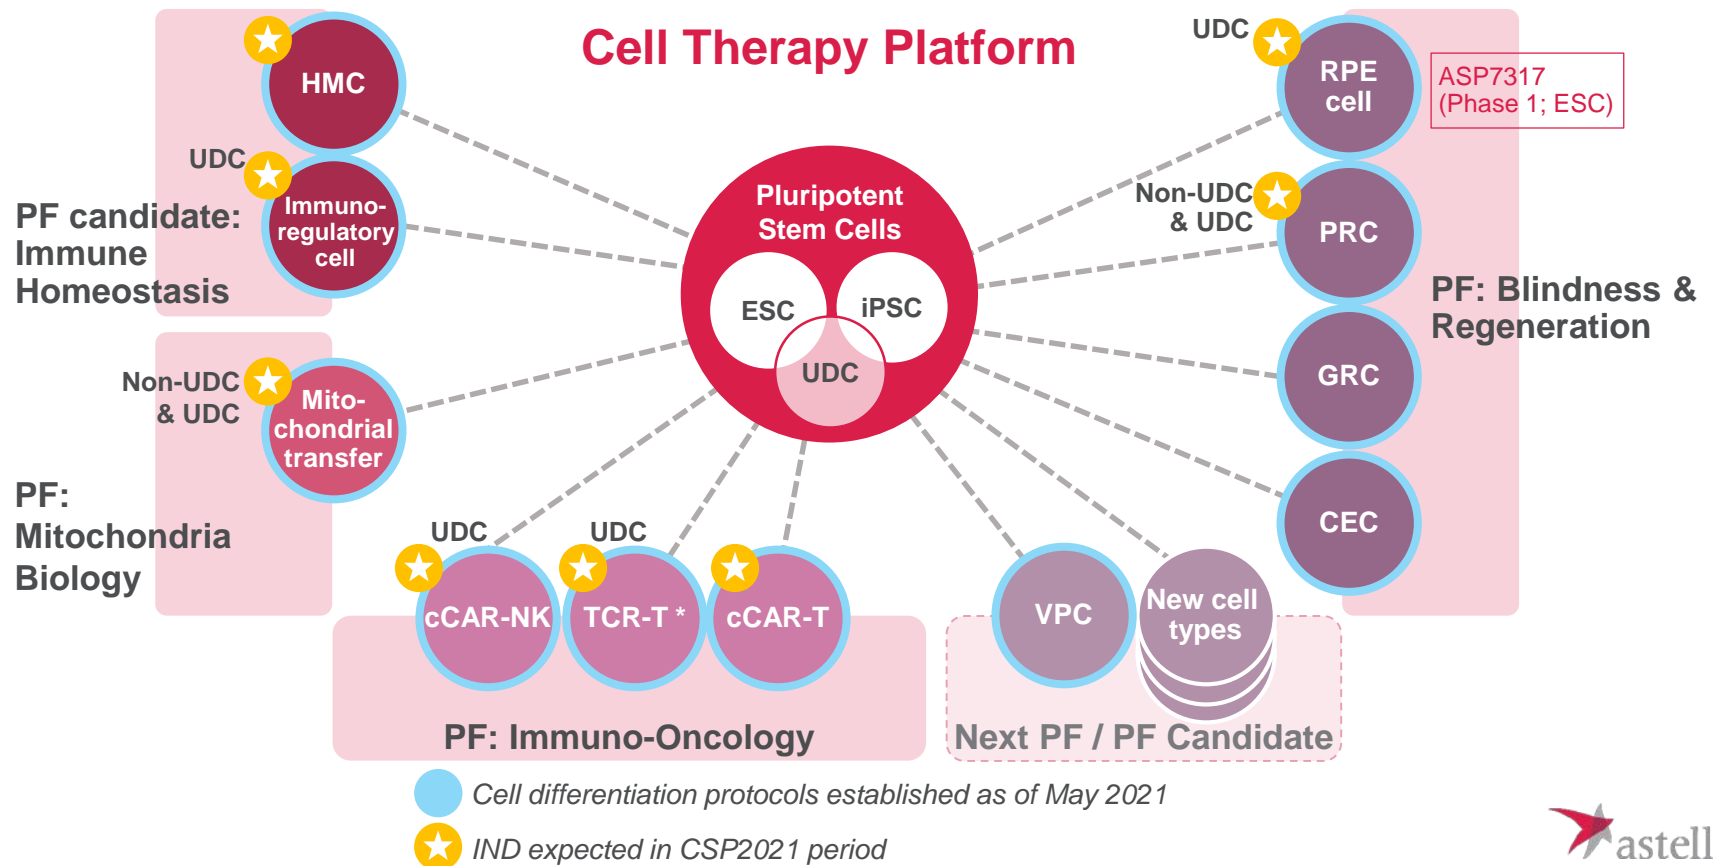 Cell Therapy Platform
HMC
UDC
Immuno-
regulatory
cell
PF candidate:
Immune
Homeostasis
Non-UDC
& UDC
Mito-
chondrial
transfer
PF:
Mitochondria
Biology
Pluripotent
Stem Cells
ESC
iPSC
UDC
UDC
RPE
cell
ASP7317
(Phase 1; ESC)
Non-UDC
& UDC
PRC
PF: Blindness &
Regeneration
GRC
CEC
UDC
cCAR-NK
UDC
TCR-T *
cCAR-T
PF: Immuno-Oncology
VPC
New cell
types
Next PF / PF Candidate
Cell differentiation protocols established as of May 2021
IND expected in CSP2021 period
astell